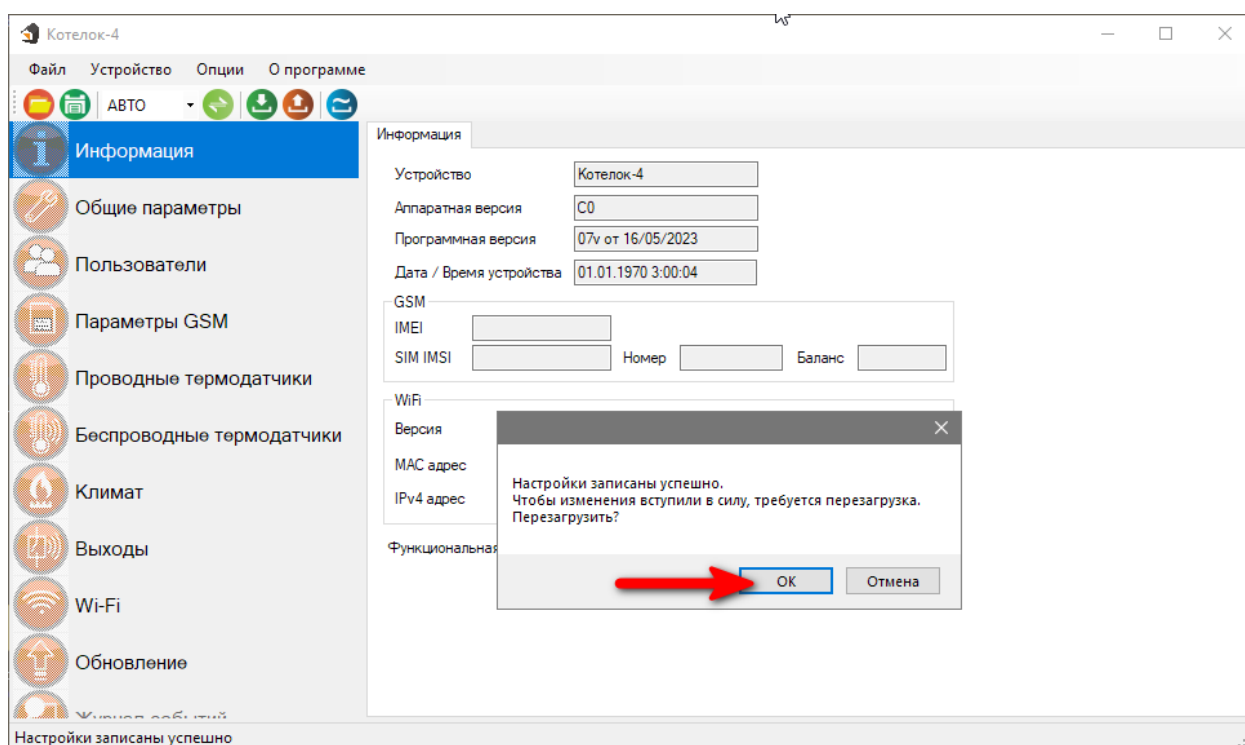 Котелок-4
Файл Устройство Опции О программе
АВТО
Информация
Общие параметры
Пользователи
Параметры GSM
Проводные термодатчики
Беспроводные термодатчики
Климат
Выходы
Wi-Fi
Обновление
Журнал событий
Информация
Устройство Котелок-4
Аппаратная версия C0
Программная версия 07v от 16/05/2023
Дата / Время устройства 01.01.1970 3:00:04
GSM
IMEI
SIM IMSI Номер Баланс
WiFi
Версия
MAC адрес
IPv4 адрес
Функциональная
Настройки записаны успешно.
Чтобы изменения вступили в силу, требуется перезагрузка.
Перезагрузить?
OK Отмена
Настройки записаны успешно